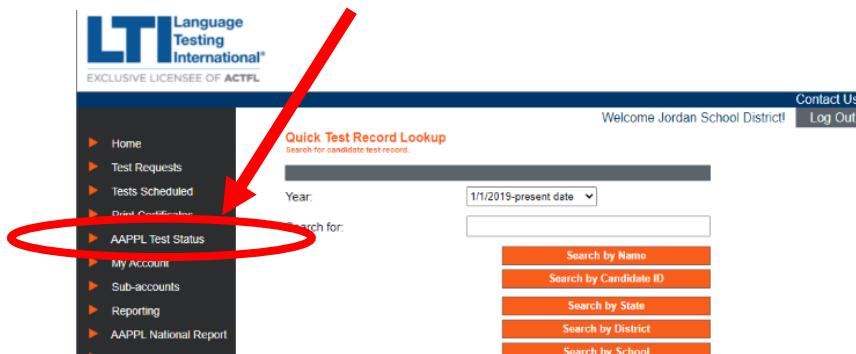 LTI Language
Testing
International®
EXCLUSIVE LICENSEE OF ACTFL
Contact Us
Welcome Jordan School District!
Log Out
Home
Test Requests
Tests Scheduled
Print Certificates
AAPPL Test Status
My Account
Sub-accounts
Reporting
AAPPL National Report
Quick Test Record Lookup
Search for candidate test record.
Year:
1/1/2019-present date
Search for:
Search by Name
Search by Candidate ID
Search by State
Search by District
Search by School